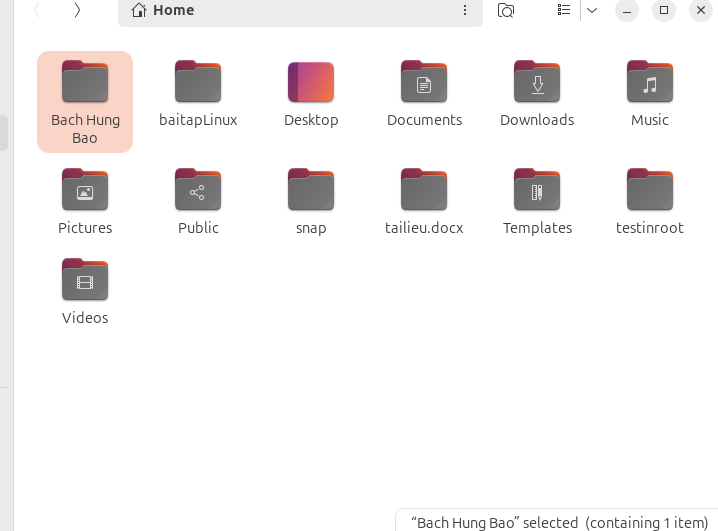 Home
Bach Hung
Bao
baitapLinux
Desktop
Documents
Downloads
Music
Pictures
Public
snap
tailieu.docx
Templates
testinroot
Videos
“Bach Hung Bao” selected (containing 1 item)